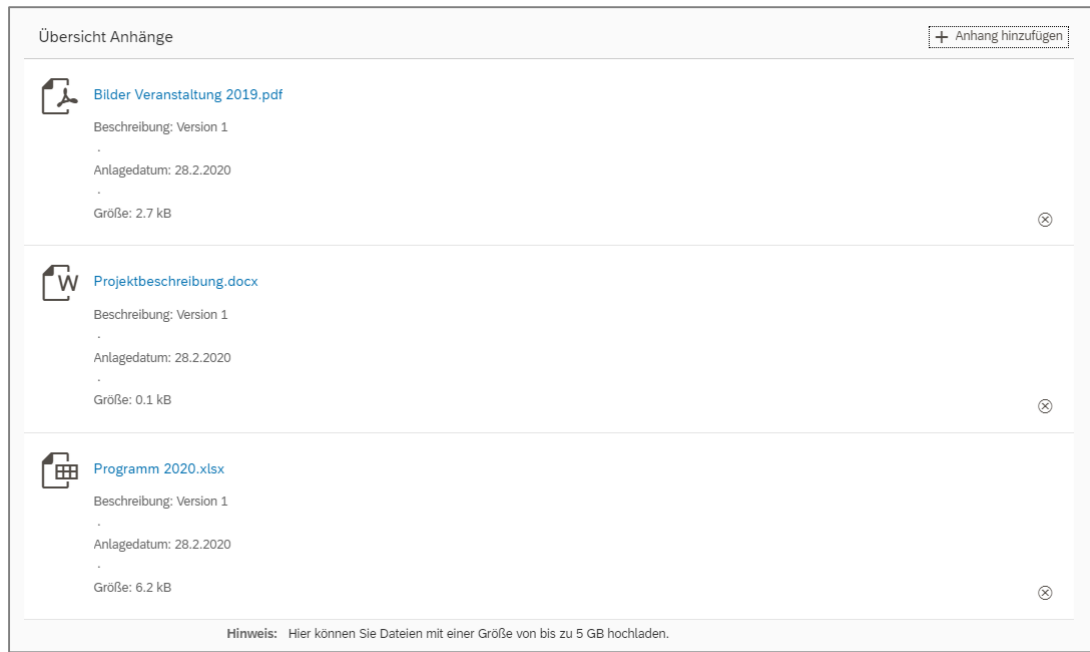 Übersicht Anhänge
+ Anhang hinzufügen
Bilder Veranstaltung 2019.pdf
Beschreibung: Version 1
.
Anlagedatum: 28.2.2020
.
Größe: 2.7 kB
W
Projektbeschreibung.docx
Beschreibung: Version 1
.
Anlagedatum: 28.2.2020
.
Größe: 0.1 kB
Programm 2020.xlsx
Beschreibung: Version 1
.
Anlagedatum: 28.2.2020
.
Größe: 6.2 kB
Hinweis: Hier können Sie Dateien mit einer Größe von bis zu 5 GB hochladen.